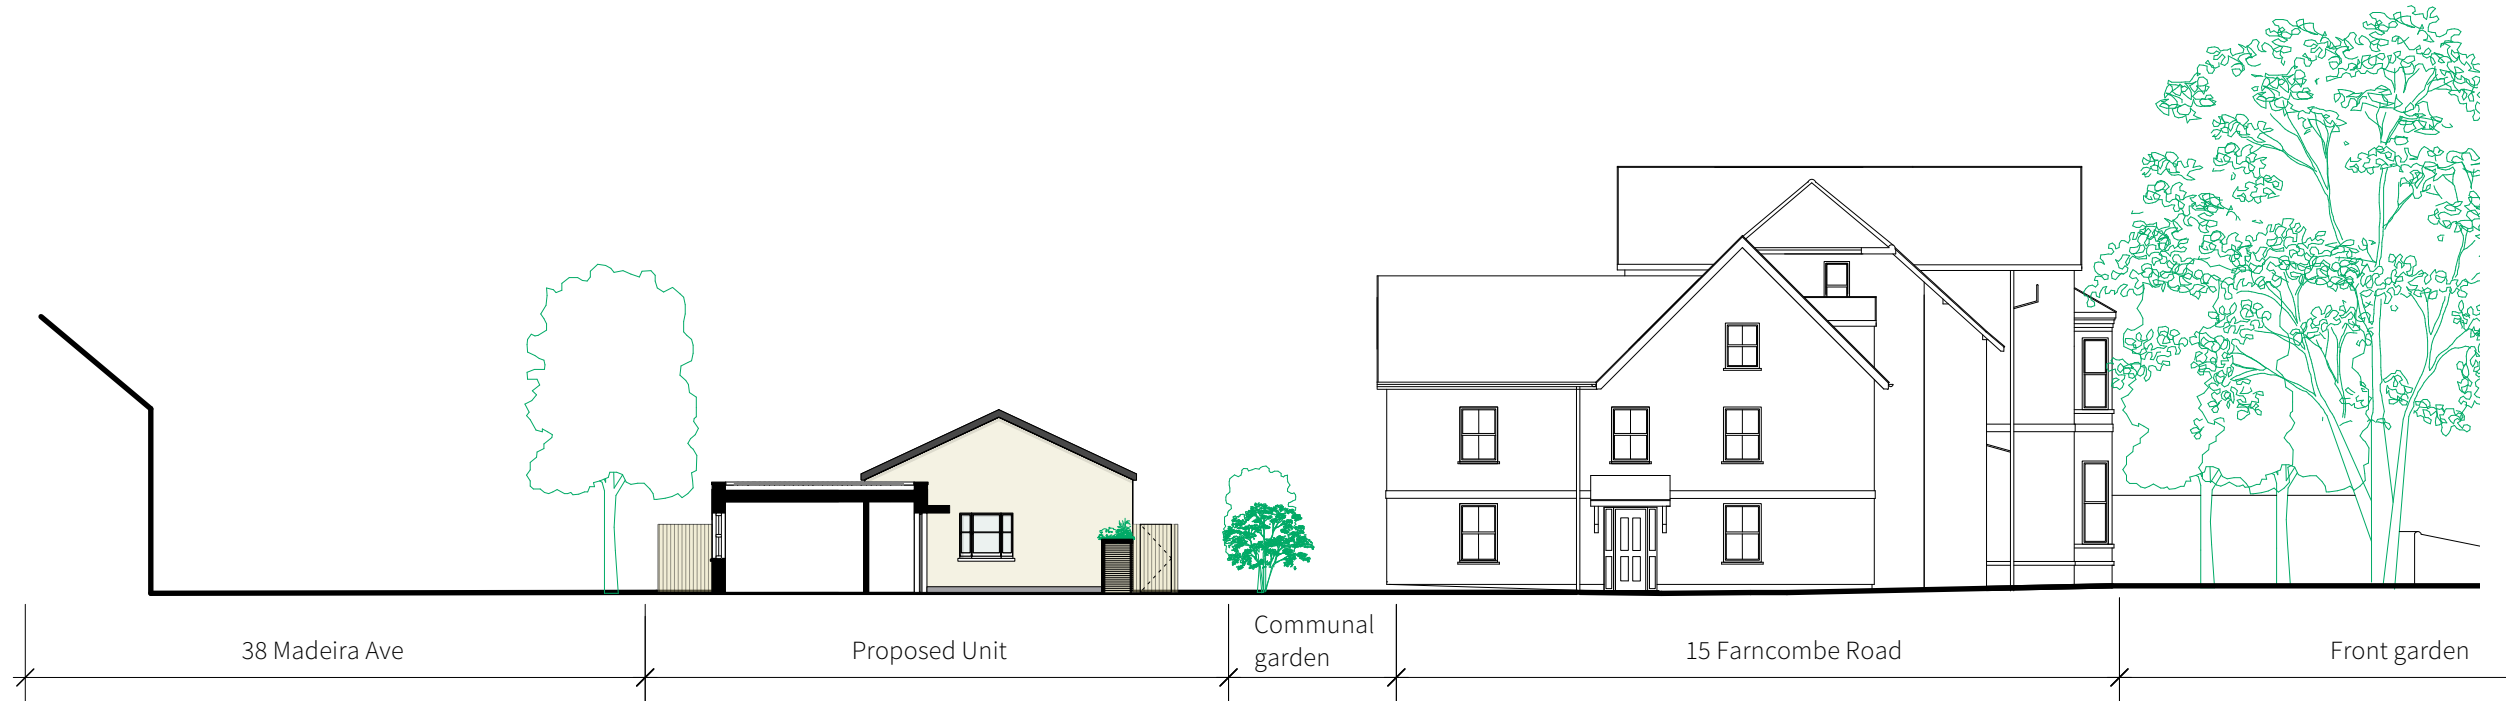 38 Madeira Ave
Proposed Unit
Communal
garden
15 Farncombe Road
Front garden